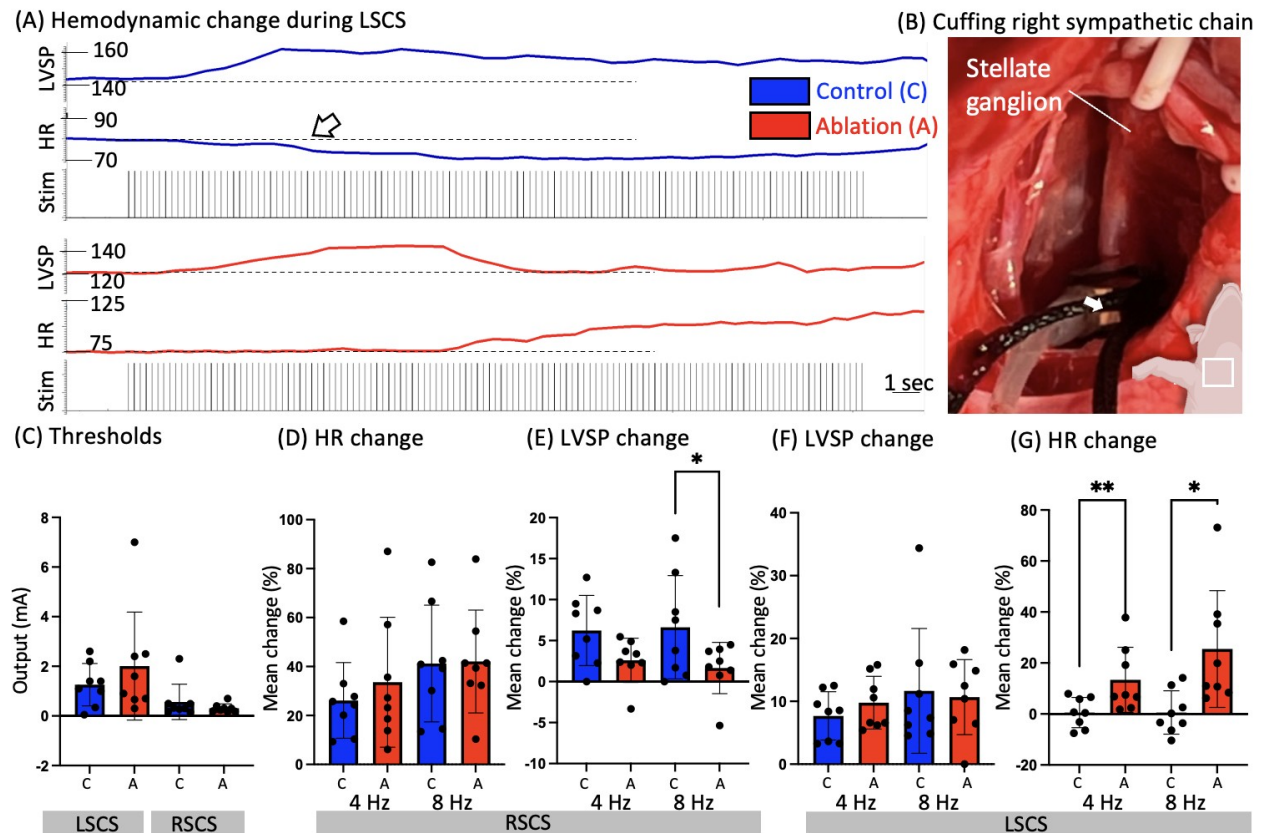 (A) Hemodynamic change during LSCS
LVSP
160
140
HR
90
70
Stim
Control (C)
Ablation (A)
LVSP
140
120
HR
125
75
Stim
1 sec
(B) Cuffing right sympathetic chain
Stellate
ganglion
(C) Thresholds
Output (mA)
8
6
4
2
0
-2
C A C A
LSCS RSCS
(D) HR change
Mean change (%)
100
80
60
40
20
0
C A C A
4 Hz 8 Hz
(E) LVSP change
Mean change (%)
20
15
10
5
0
-5
-10
*
C A C A
4 Hz 8 Hz
RSCS
(F) LVSP change
Mean change (%)
40
30
20
10
0
C A C A
4 Hz 8 Hz
(G) HR change
Mean change (%)
80
60
40
20
0
-20
** *
C A C A
4 Hz 8 Hz
LSCS